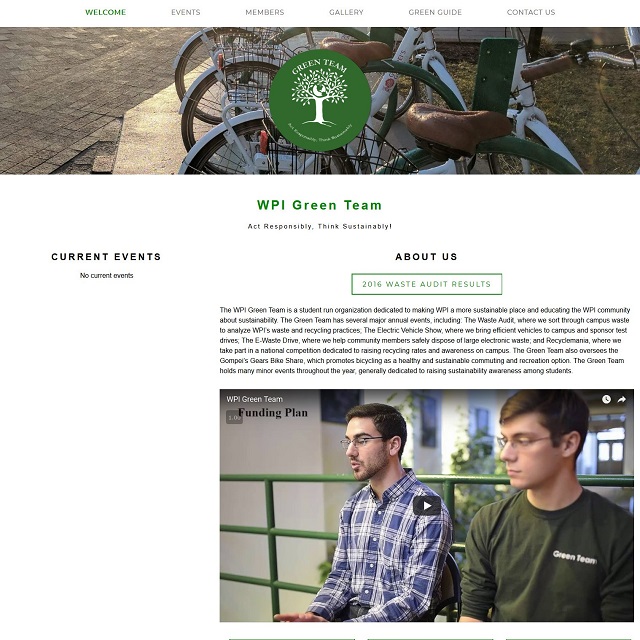 WELCOME
EVENTS
MEMBERS
GALLERY
GREEN GUIDE
CONTACT US
GREEN TEAM
Act Responsibly, Think Sustainably
WPI Green Team
Act Responsibly, Think Sustainably!
CURRENT EVENTS
No current events
ABOUT US
2016 WASTE AUDIT RESULTS
The WPI Green Team is a student run organization dedicated to making WPI a more sustainable place and educating the WPI community
about sustainability. The Green Team has several major annual events, including: The Waste Audit, where we sort through campus waste
to analyze WPI's waste and recycling practices; The Electric Vehicle Show, where we bring efficient vehicles to campus and sponsor test
drives; The E-Waste Drive, where we help community members safely dispose of large electronic waste; and Recyclemania, where we
take part in a national competition dedicated to raising recycling rates and awareness on campus. The Green Team also oversees the
Gompei's Gears Bike Share, which promotes bicycling as a healthy and sustainable commuting and recreation option. The Green Team
holds many minor events throughout the year, generally dedicated to raising sustainability awareness among students.
WPI Green Team
Funding Plan
Green Team